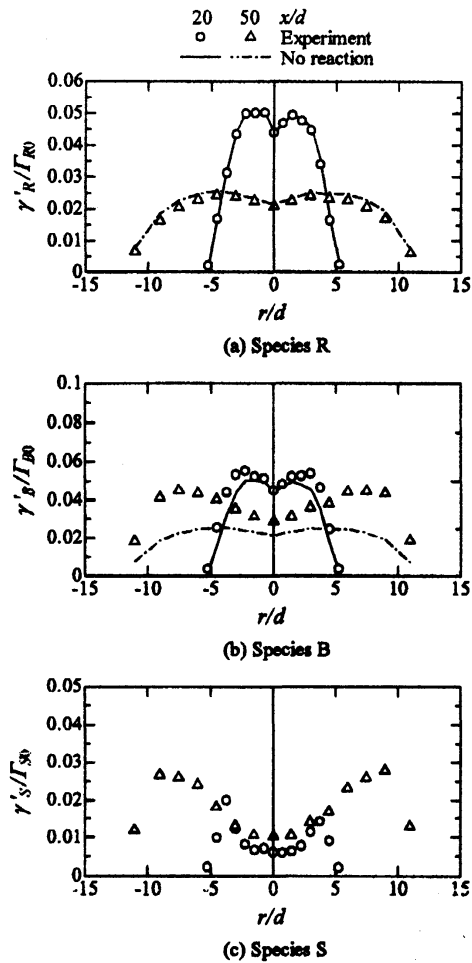 20 50 x/d
○ △ Experiment
No reaction
0.06
0.05
0.04
0.03
0.02
0.01
0
γ'R/ΓR0
-15 -10 -5 0 5 10 15
r/d
(a) Species R
0.1
0.08
0.06
0.04
0.02
0
γ'B/ΓB0
-15 -10 -5 0 5 10 15
r/d
(b) Species B
0.05
0.04
0.03
0.02
0.01
0
γ'S/ΓS0
-15 -10 -5 0 5 10 15
r/d
(c) Species S